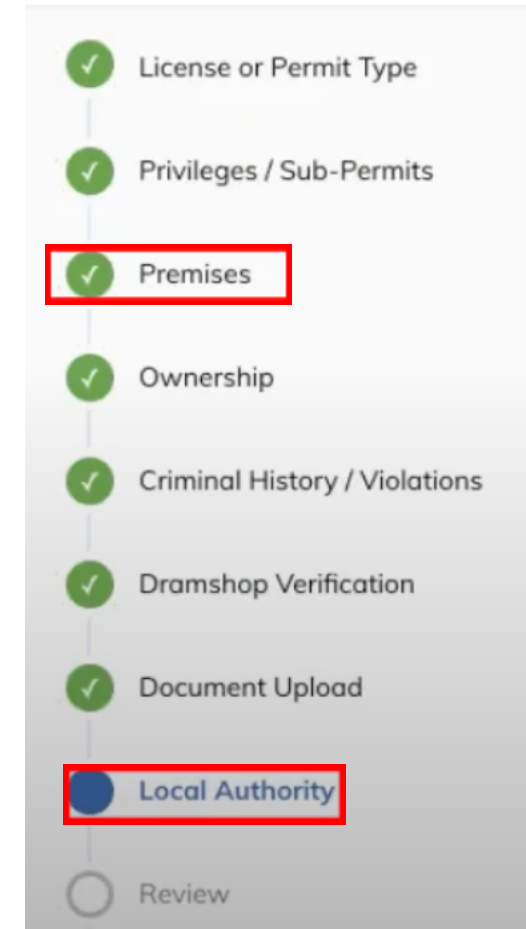 License or Permit Type
Privileges / Sub-Permits
Premises
Ownership
Criminal History / Violations
Dramshop Verification
Document Upload
Local Authority
Review